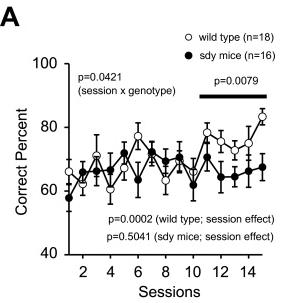 A
wild type (n=18)
sdy mice (n=16)
100
p=0.0421
(session x genotype)
p=0.0079
80
60
40
Correct Percent
p=0.0002 (wild type; session effect)
p=0.5041 (sdy mice; session effect)
2 4 6 8 10 12 14
Sessions